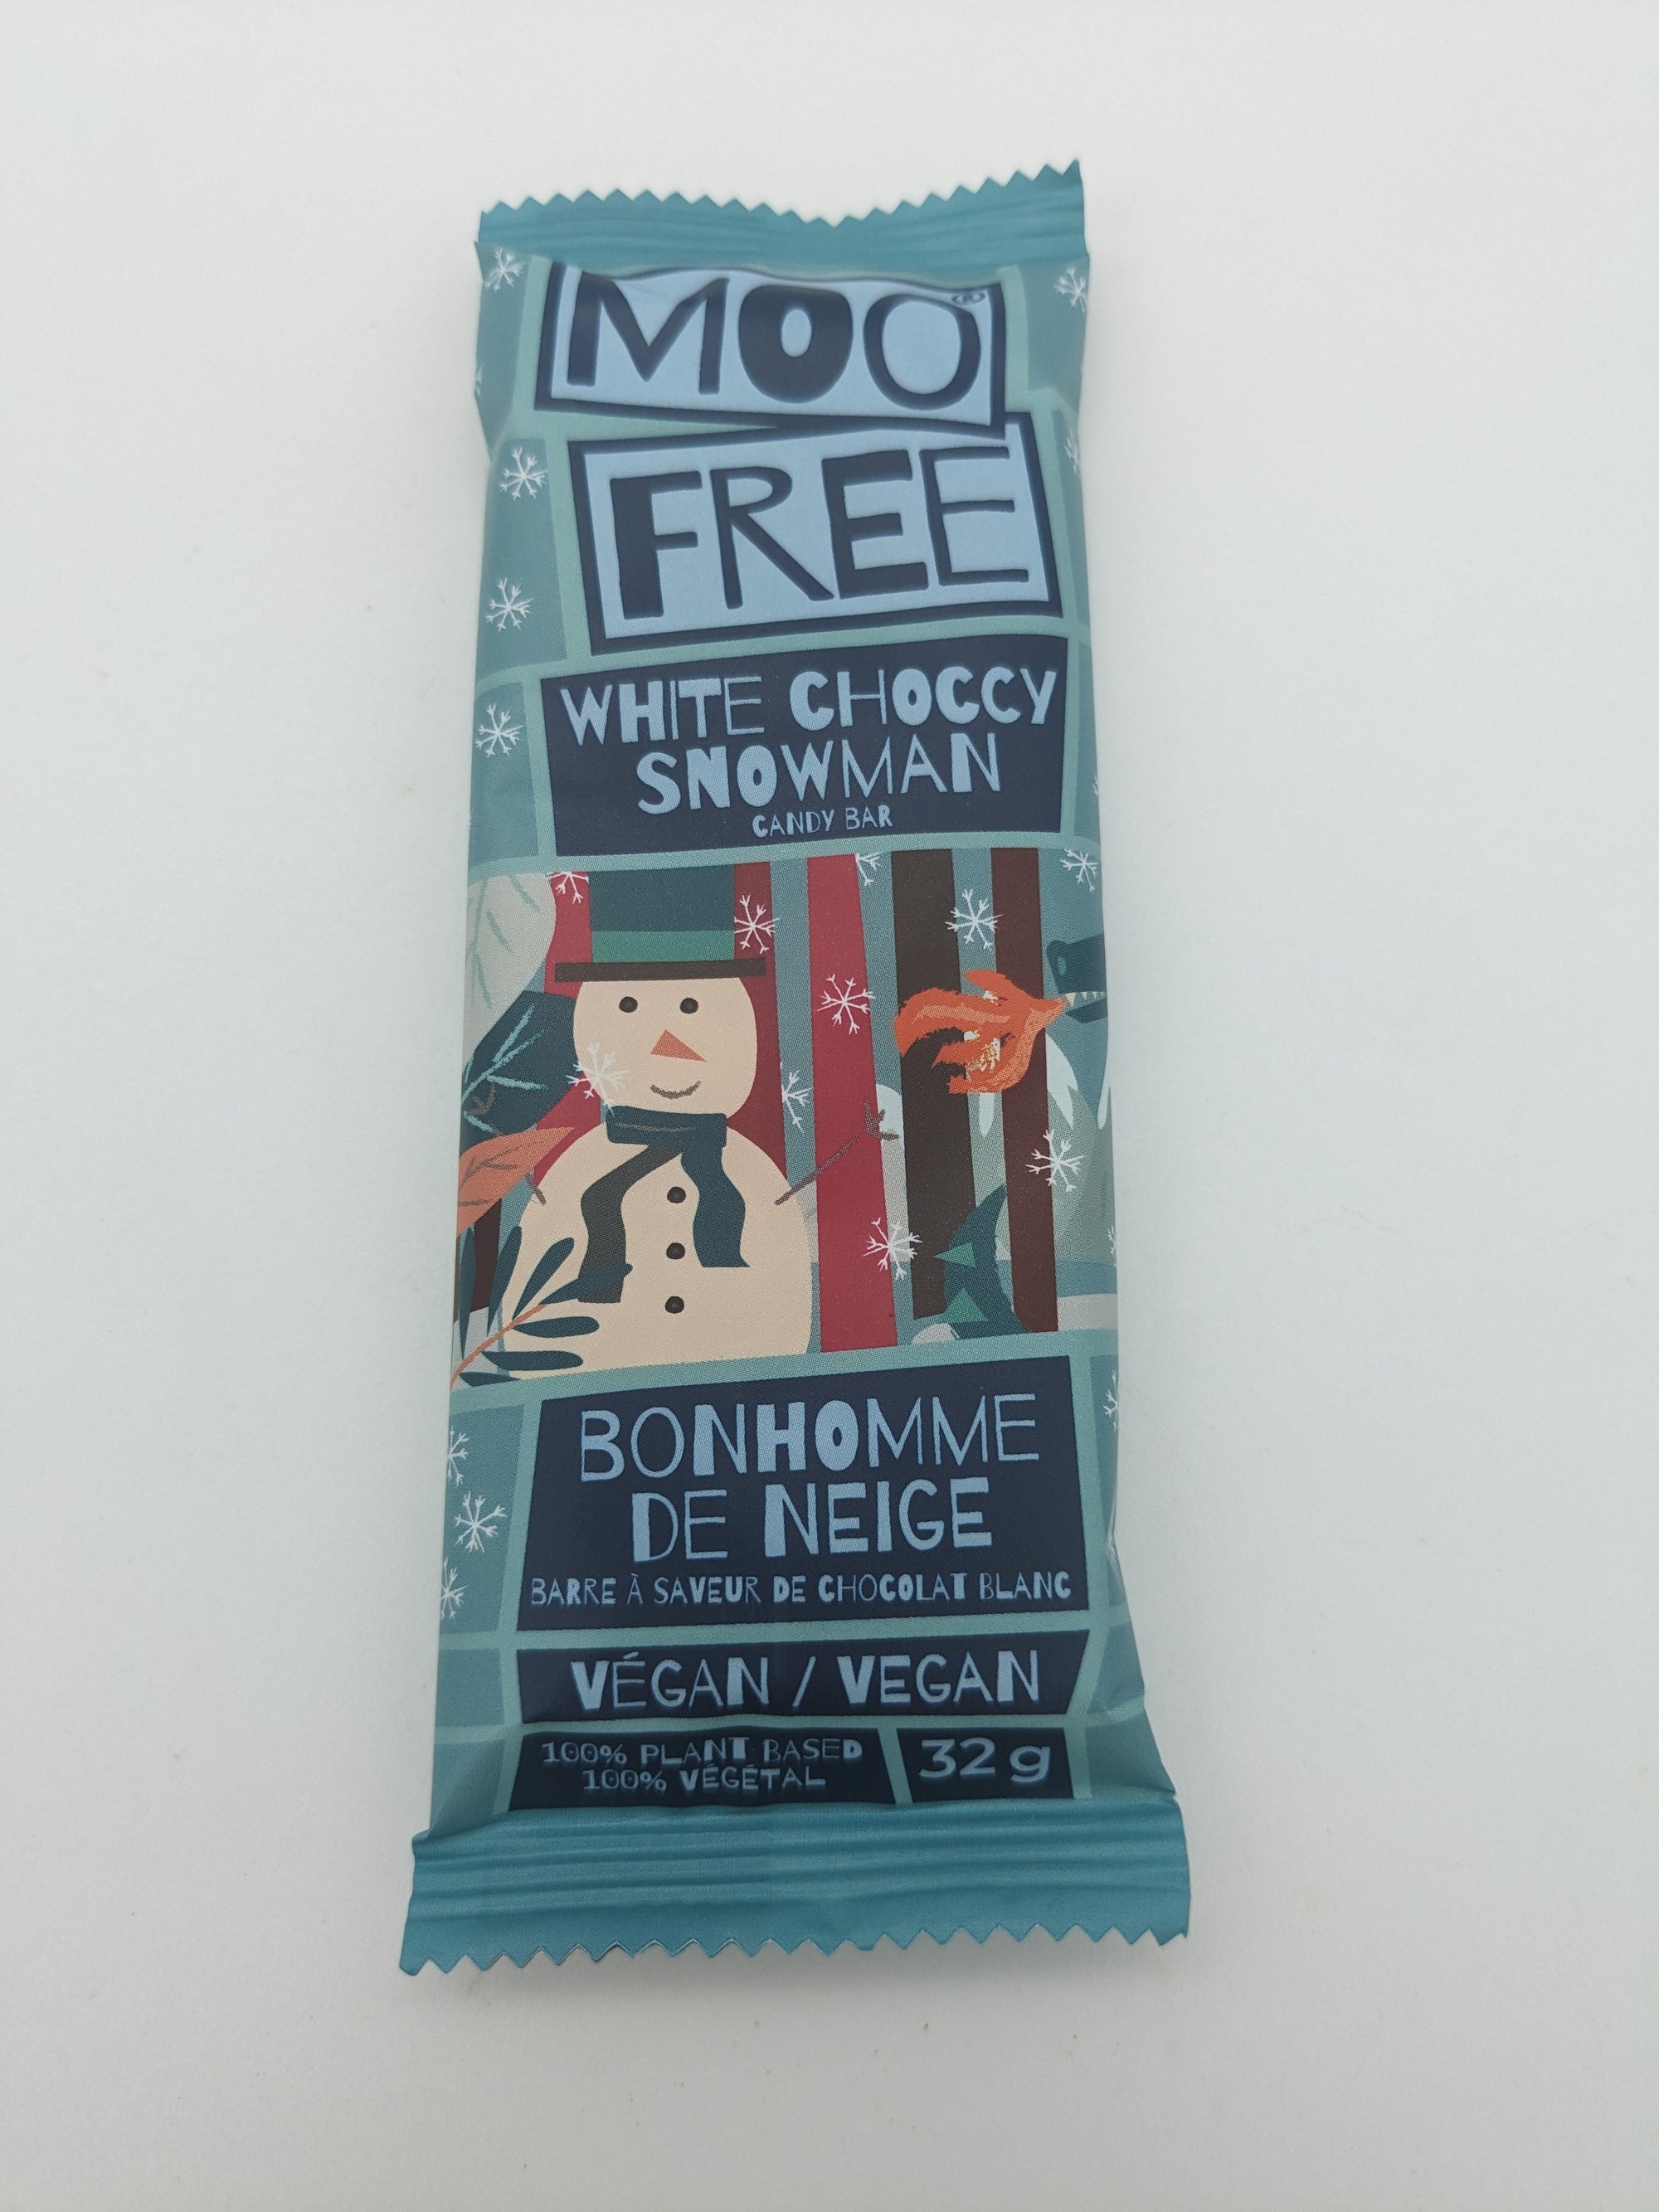 MOO®
FREE
WHITE CHOCCY
SNOWMAN
CANDY BAR
BONHOMME
DE NEIGE
BARRE À SAVEUR DE CHOCOLAT BLANC
VÉGAN / VEGAN
100% PLANT BASED
100% VÉGÉTAL
32 g